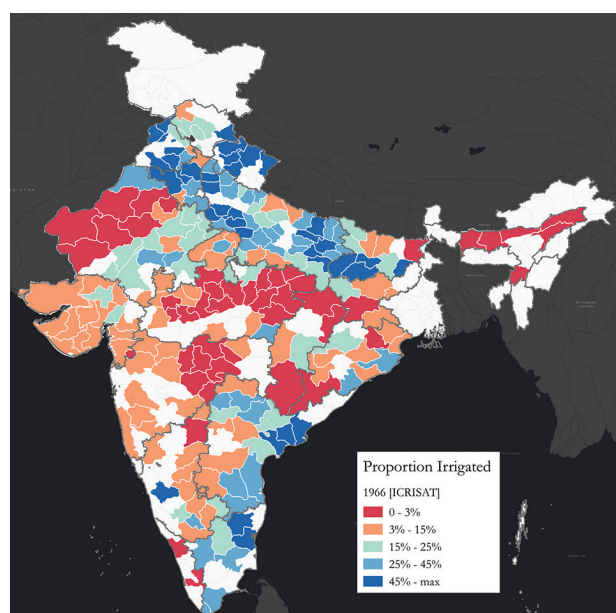 Proportion Irrigated
1966 [ICRISAT]
0 - 3%
3% - 15%
15% - 25%
25% - 45%
45% - max